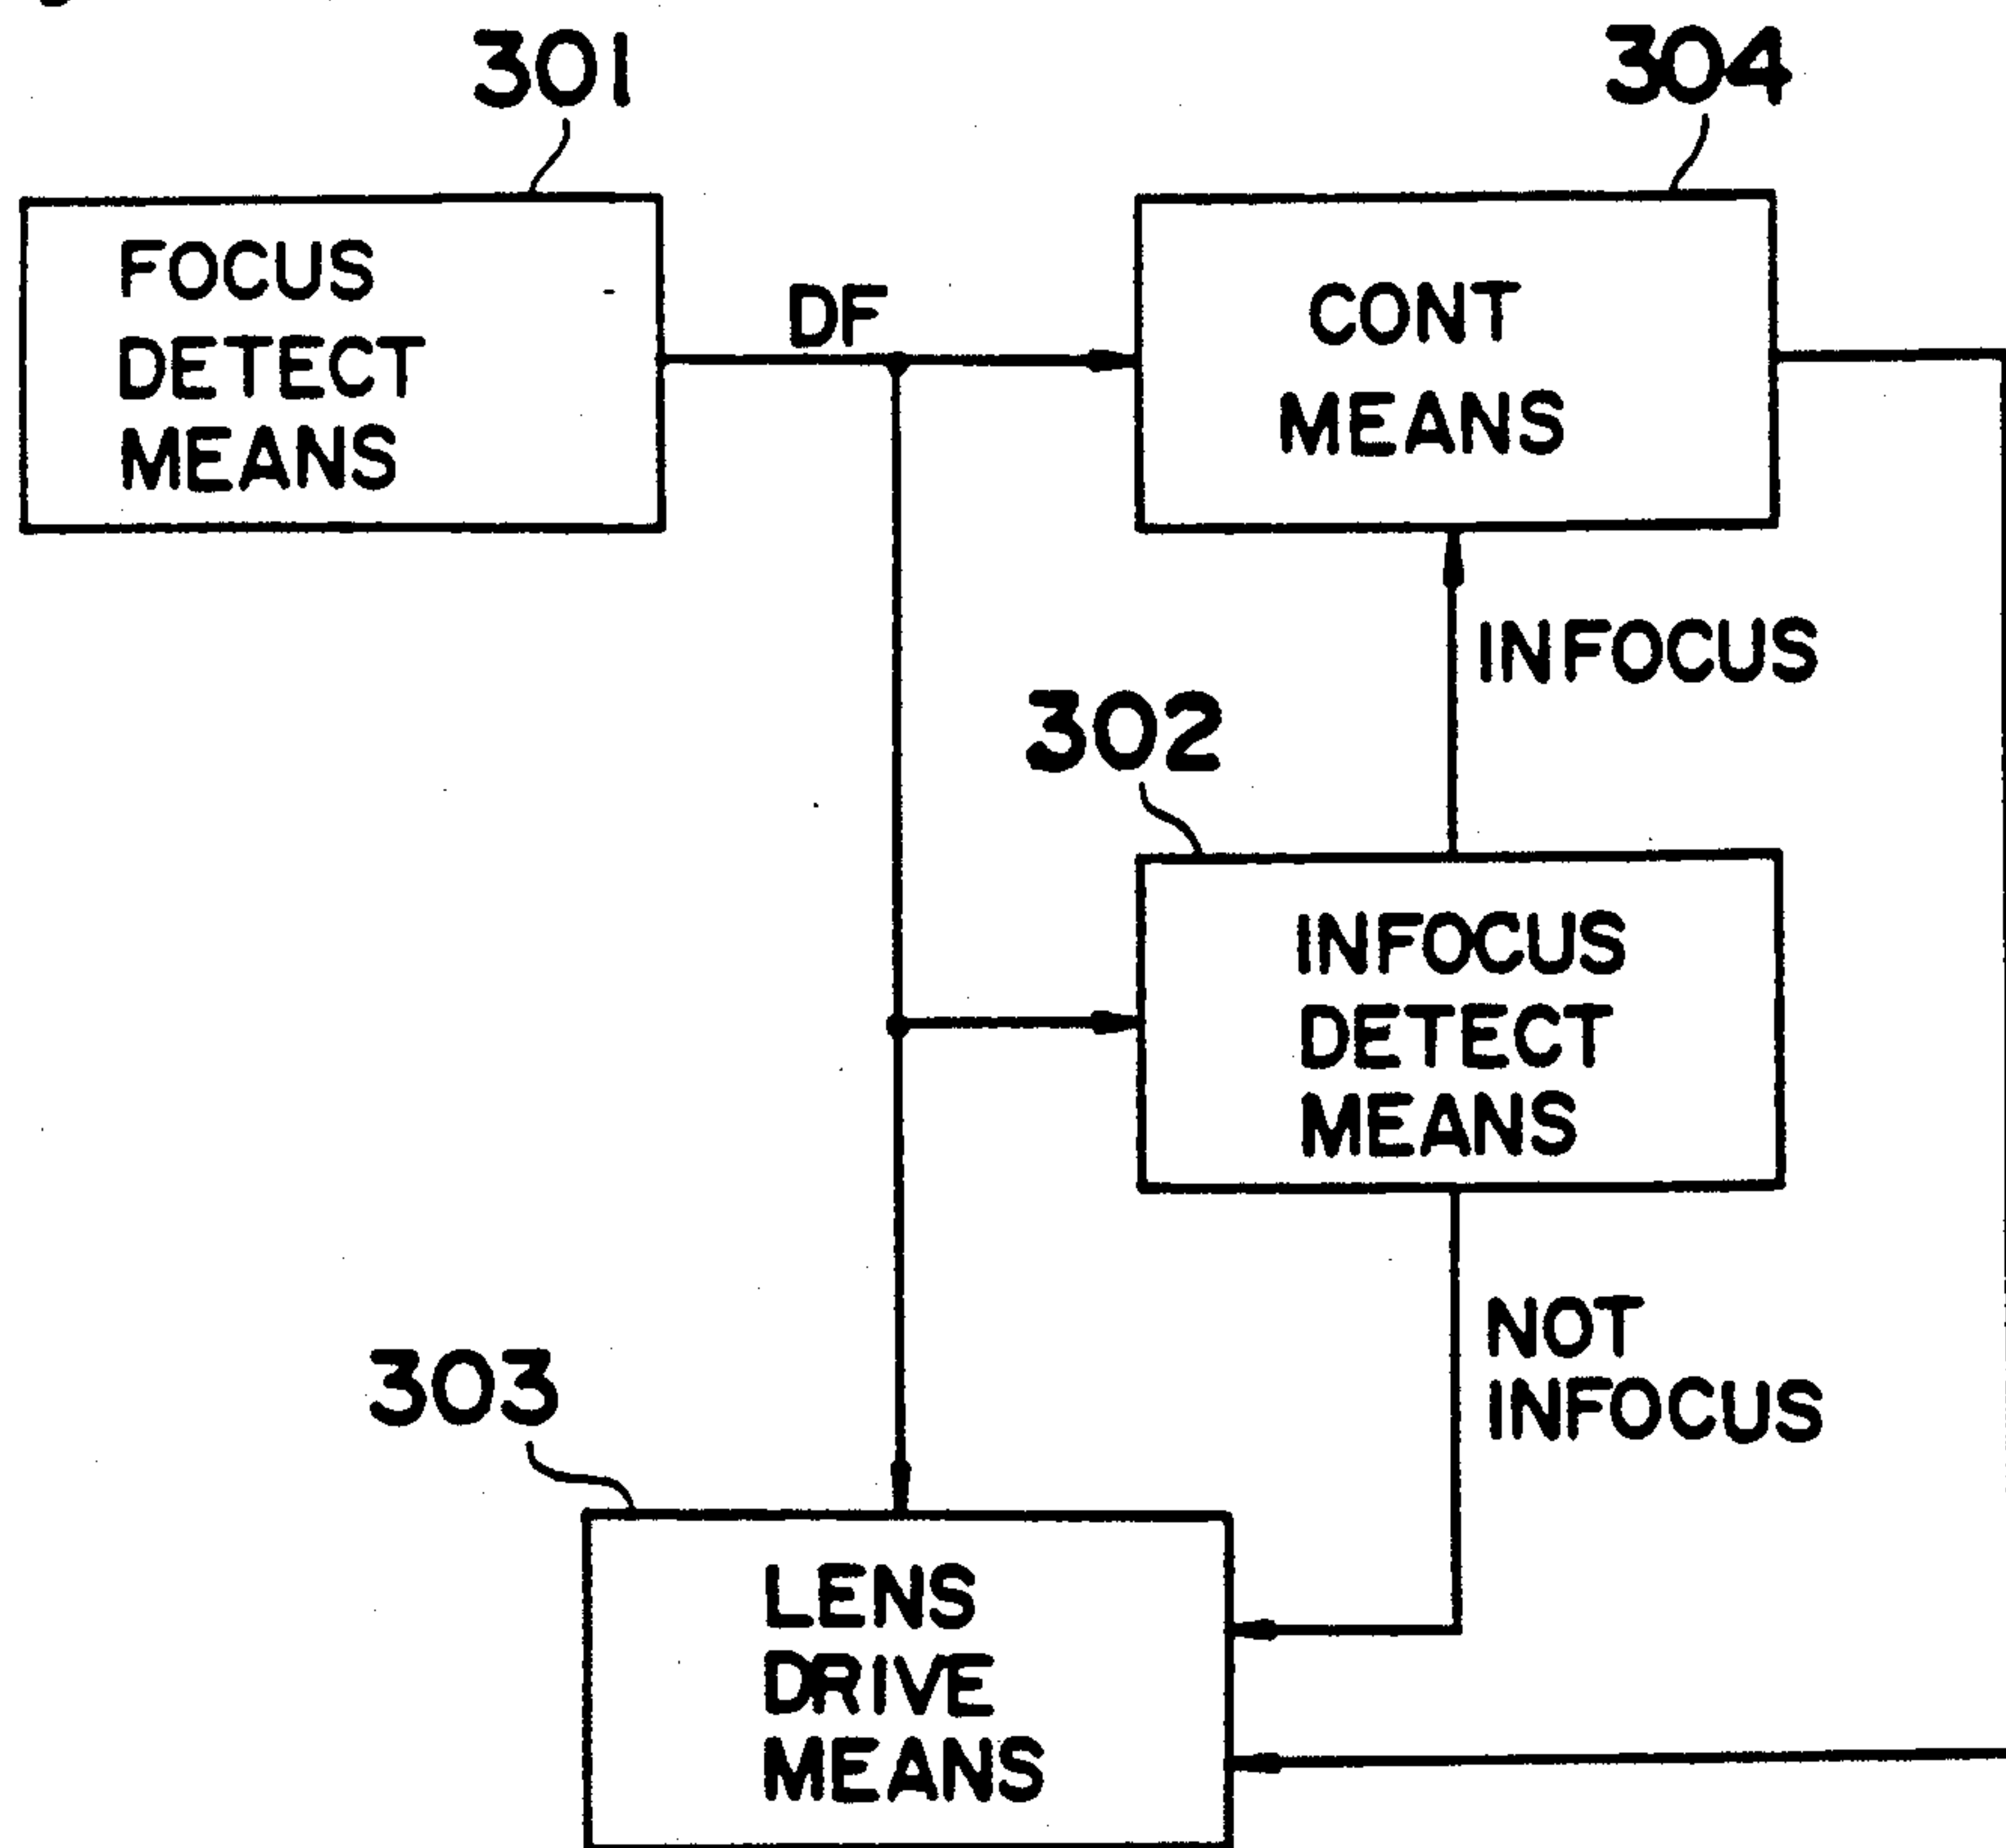 301
304
FOCUS
DETECT
MEANS
DF
CONT
MEANS
INFOCUS
302
INFOCUS
DETECT
MEANS
NOT
INFOCUS
303
LENS
DRIVE
MEANS